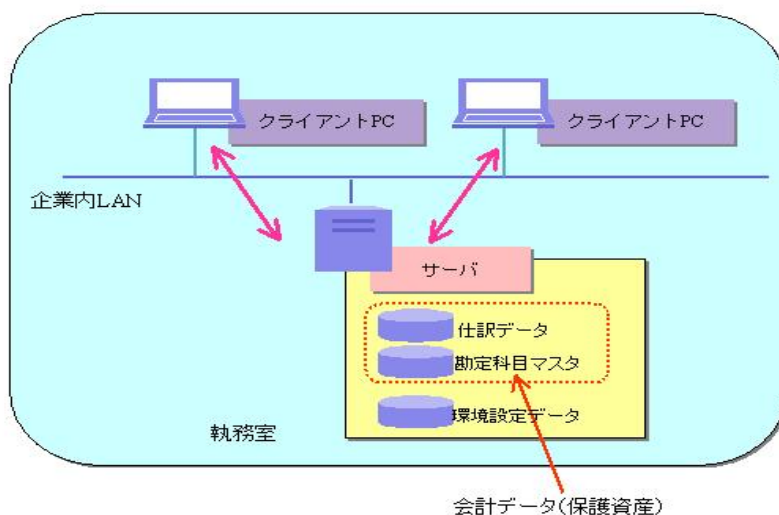 クライアントPC
クライアントPC
企業内LAN
サーバ
仕訳データ
勘定科目マスタ
環境設定データ
執務室
会計データ(保護資産)